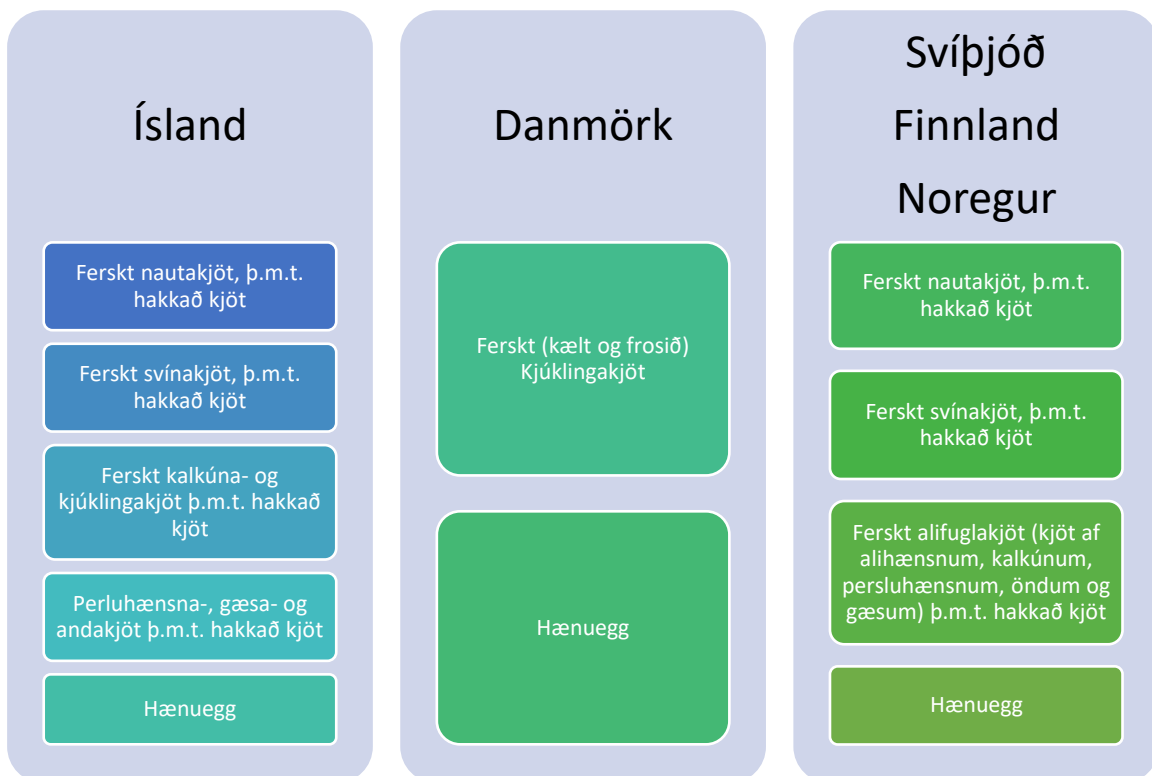 Ísland
Ferskt nautakjöt, þ.m.t.
hakkað kjöt
Ferskt svínakjöt, þ.m.t.
hakkað kjöt
Ferskt kalkúna- og
kjúklingakjöt þ.m.t. hakkað
kjöt
Perluhænsna-, gæsa- og
andakjöt þ.m.t. hakkað kjöt
Hænuegg
Danmörk
Ferskt (kælt og frosið)
Kjúklingakjöt
Hænuegg
Svíþjóð
Finnland
Noregur
Ferskt nautakjöt, þ.m.t.
hakkað kjöt
Ferskt svínakjöt, þ.m.t.
hakkað kjöt
Ferskt alifuglakjöt (kjöt af
alihænsnum, kalkúnum,
persluhænsnum, öndum og
gæsum) þ.m.t. hakkað kjöt
Hænuegg